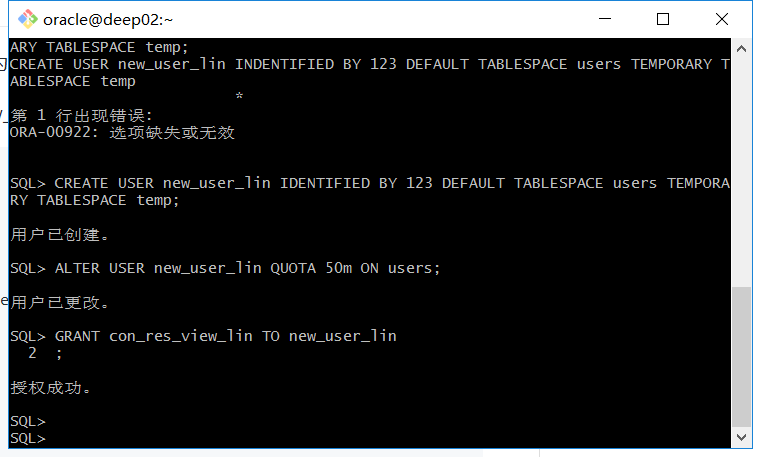 oracle@deep02:~
ARY TABLESPACE temp;
CREATE USER new_user_lin INDENTIFIED BY 123 DEFAULT TABLESPACE users TEMPORARY T
ABLESPACE temp
*
第 1 行出现错误:
ORA-00922: 选项缺失或无效
SQL> CREATE USER new_user_lin IDENTIFIED BY 123 DEFAULT TABLESPACE users TEMPORA
RY TABLESPACE temp;
用户已创建。
SQL> ALTER USER new_user_lin QUOTA 50m ON users;
用户已更改。
SQL> GRANT con_res_view_lin TO new_user_lin
2 ;
授权成功。
SQL>
SQL>